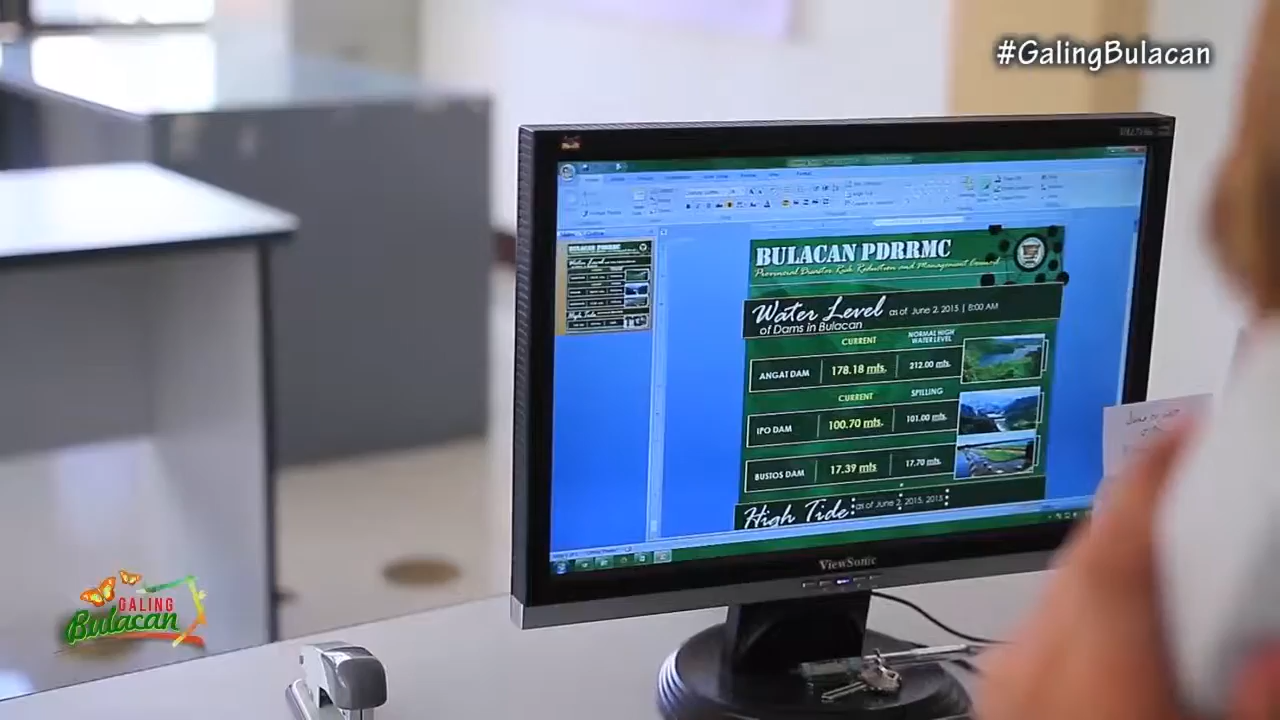 #GalingBulacan
BULACAN PDRRMC
Provincial Disaster Risk Reduction and Management Council
Water Level as of June 2, 2015 | 8:00 AM
of Dams in Bulacan
CURRENT NORMAL HIGH WATER LEVEL
ANGAT DAM 178.18 mts. 212.00 mts.
CURRENT SPILLING
IPO DAM 100.70 mts. 101.00 mts.
BUSTOS DAM 17.39 mts 17.70 mts.
High Tide: as of June 2, 2015, 2015
ViewSonic
GALING
Bulacan